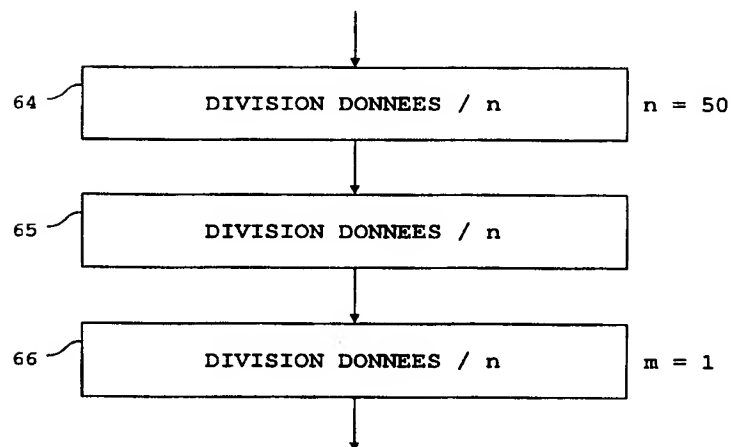 64 DIVISION DONNEES / n n = 50
65 DIVISION DONNEES / n
66 DIVISION DONNEES / n m = 1